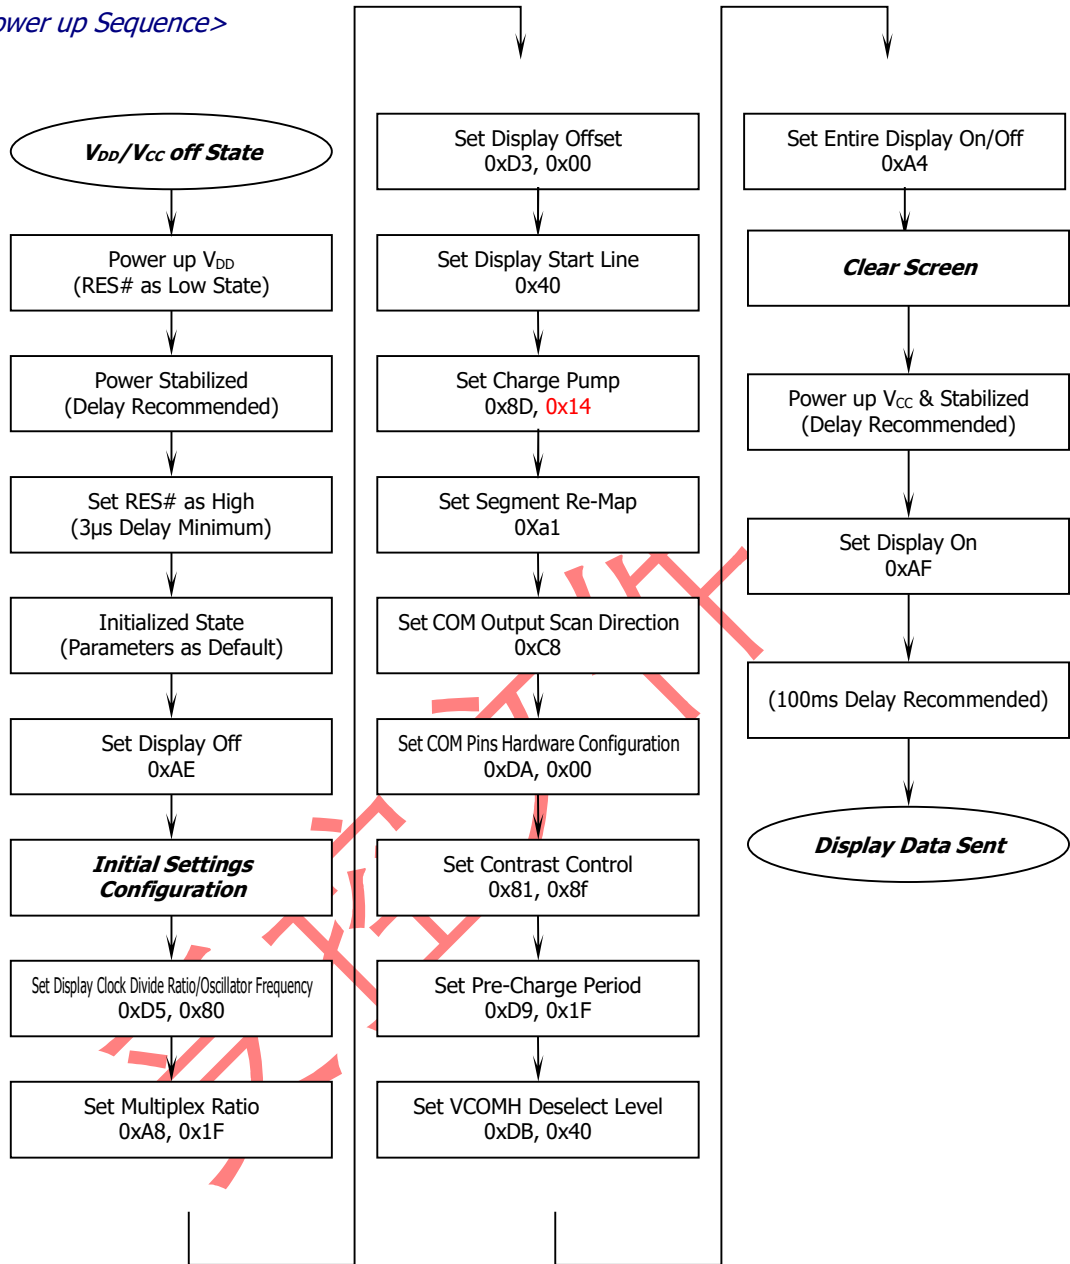 ower up Sequence>
VDD/VCC off State
Power up VDD
(RES# as Low State)
Power Stabilized
(Delay Recommended)
Set RES# as High
(3μs Delay Minimum)
Initialized State
(Parameters as Default)
Set Display Off
0xAE
Initial Settings
Configuration
Set Display Clock Divide Ratio/Oscillator Frequency
0xD5, 0x80
Set Multiplex Ratio
0xA8, 0x1F
Set Display Offset
0xD3, 0x00
Set Display Start Line
0x40
Set Charge Pump
0x8D, 0x14
Set Segment Re-Map
0Xa1
Set COM Output Scan Direction
0xC8
Set COM Pins Hardware Configuration
0xDA, 0x00
Set Contrast Control
0x81, 0x8f
Set Pre-Charge Period
0xD9, 0x1F
Set VCOMH Deselect Level
0xDB, 0x40
Set Entire Display On/Off
0xA4
Clear Screen
Power up VCC & Stabilized
(Delay Recommended)
Set Display On
0xAF
(100ms Delay Recommended)
Display Data Sent